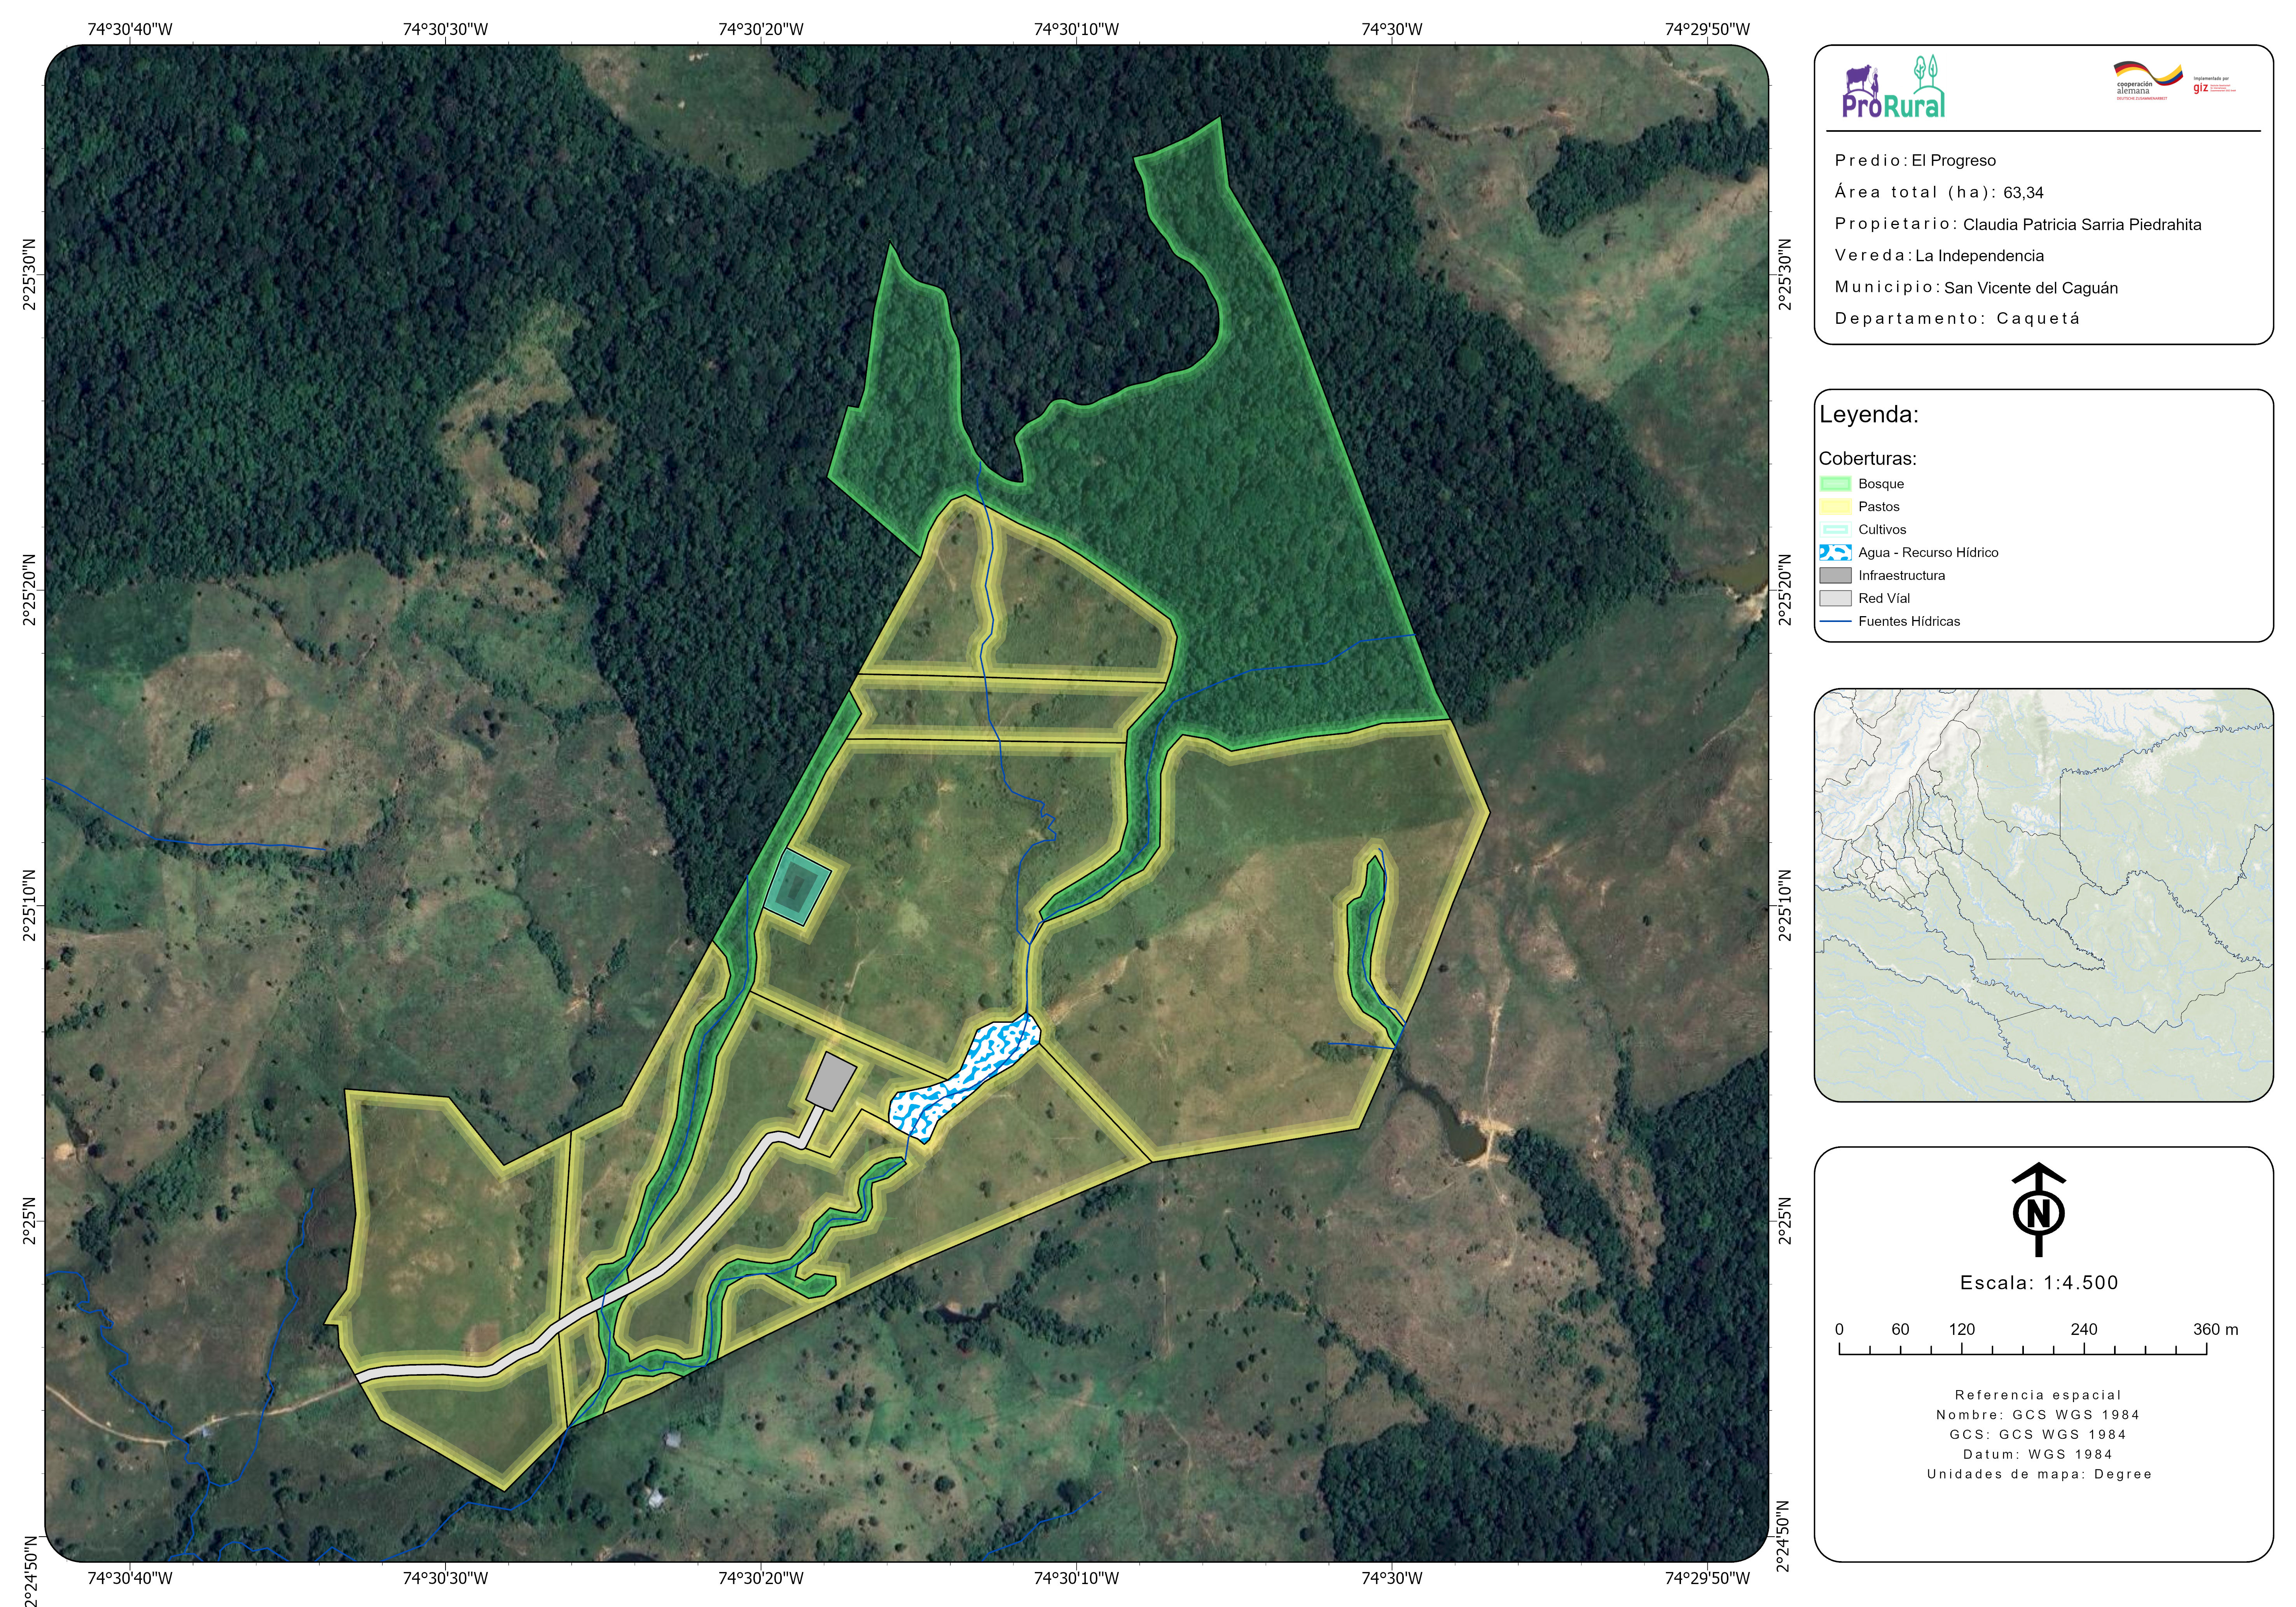 74°30'40"W 74°30'30"W 74°30'20"W 74°30'10"W 74°30'W 74°29'50"W
2°25'30"N 2°25'30"N
2°25'20"N 2°25'20"N
2°25'10"N 2°25'10"N
2°25'N 2°25'N
2°24'50"N 2°24'50"N
74°30'40"W 74°30'30"W 74°30'20"W 74°30'10"W 74°30'W 74°29'50"W
ProRural
cooperación
alemana
DEUTSCHE ZUSAMMENARBEIT
Implementado por
giz
Predio: El Progreso
Área total (ha): 63,34
Propietario: Claudia Patricia Sarria Piedrahita
Vereda: La Independencia
Municipio: San Vicente del Caguán
Departamento: Caquetá
Leyenda:
Coberturas:
Bosque
Pastos
Cultivos
Agua - Recurso Hídrico
Infraestructura
Red Víal
Fuentes Hídricas
N
Escala: 1:4.500
0 60 120 240 360 m
Referencia espacial
Nombre: GCS WGS 1984
GCS: GCS WGS 1984
Datum: WGS 1984
Unidades de mapa: Degree